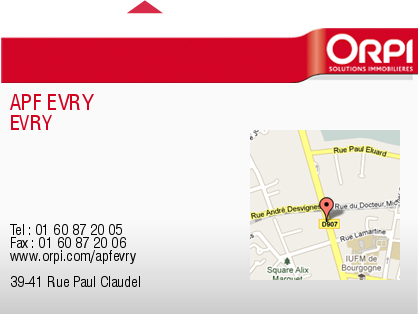 ORPI
SOLUTIONS IMMOBILIÈRES
APF EVRY
EVRY
Tel : 01 60 87 20 05
Fax : 01 60 87 20 06
www.orpi.com/apfevry
39-41 Rue Paul Claudel
Rue Paul Eluard
Rue André Desvignes
Rue du Docteur Mic
D907
Rue Lamartine
IUFM de
Bourgogne
Square Alix
Marquet